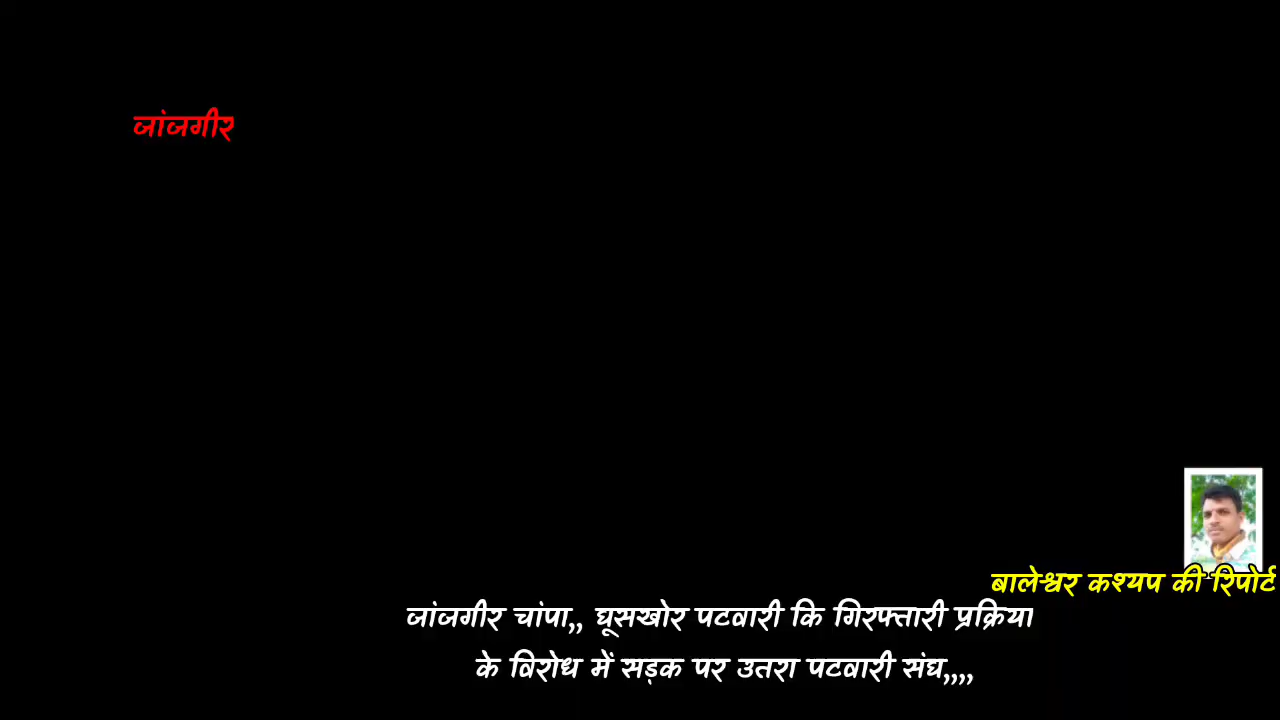 जांजगीर
बालेश्वर कश्यप की रिपोर्ट
जांजगीर चांपा,, घूसखोर पटवारी कि गिरफ्तारी प्रक्रिया
के विरोध में सड़क पर उतरा पटवारी संघ,,,,